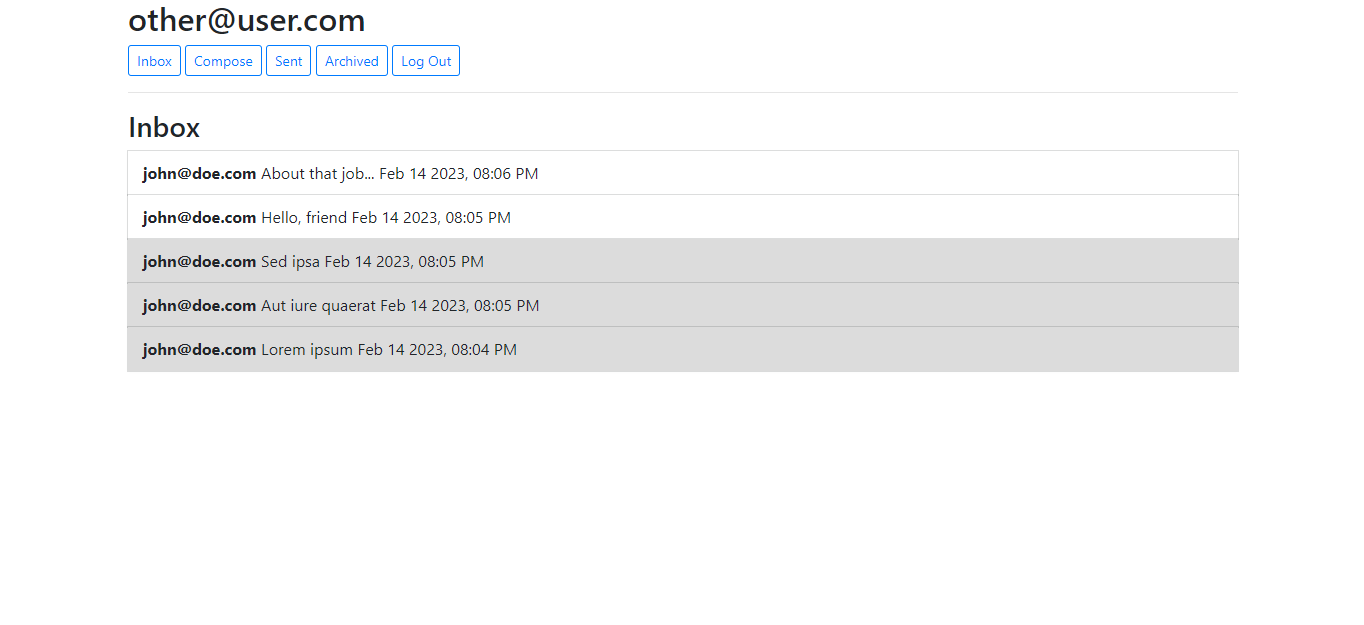 other@user.com
Inbox Compose Sent Archived Log Out
Inbox
john@doe.com About that job... Feb 14 2023, 08:06 PM
john@doe.com Hello, friend Feb 14 2023, 08:05 PM
john@doe.com Sed ipsa Feb 14 2023, 08:05 PM
john@doe.com Aut iure quaerat Feb 14 2023, 08:05 PM
john@doe.com Lorem ipsum Feb 14 2023, 08:04 PM